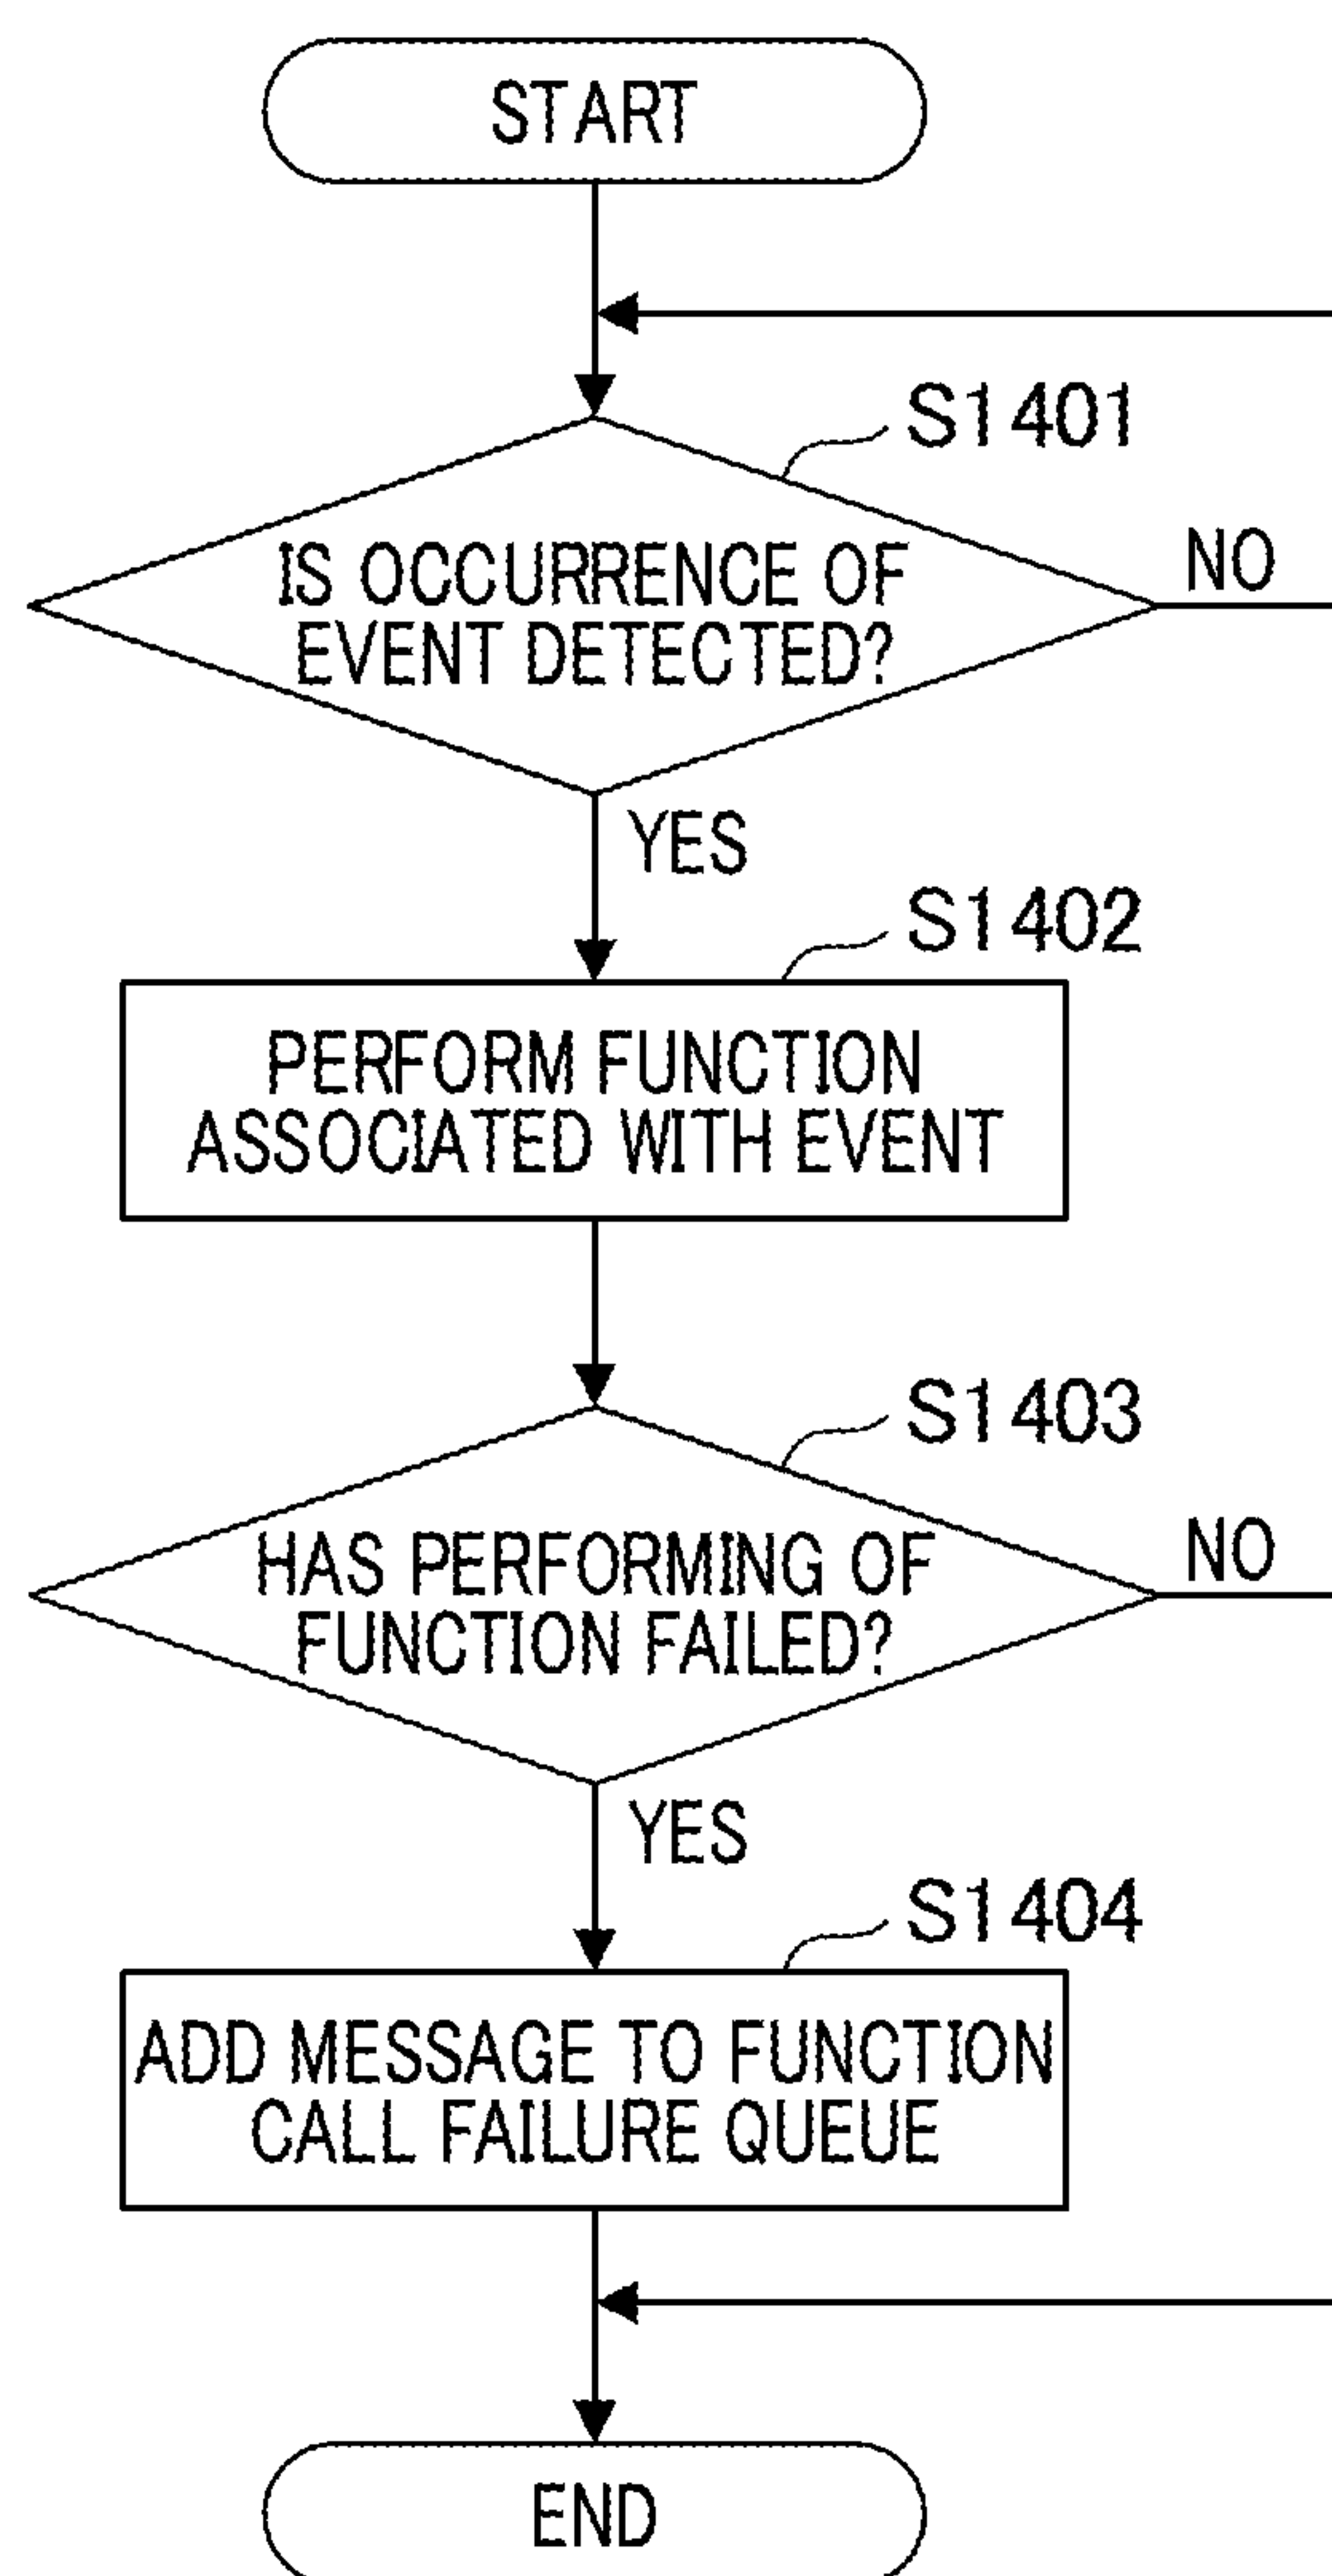 START
S1401
IS OCCURRENCE OF
EVENT DETECTED?
NO
YES
S1402
PERFORM FUNCTION
ASSOCIATED WITH EVENT
S1403
HAS PERFORMING OF
FUNCTION FAILED?
NO
YES
S1404
ADD MESSAGE TO FUNCTION
CALL FAILURE QUEUE
END